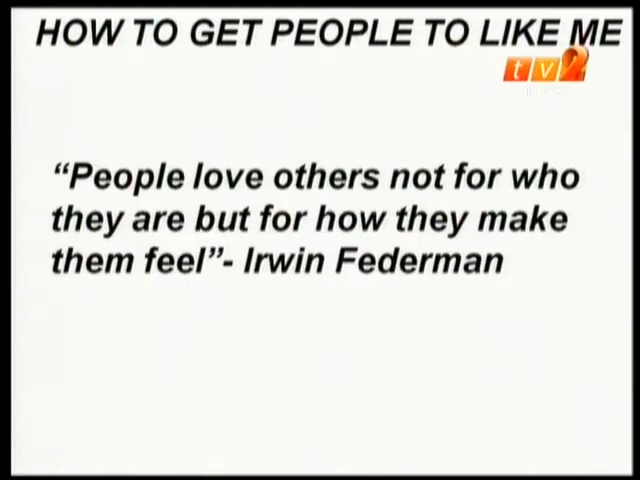 HOW TO GET PEOPLE TO LIKE ME
tv2
“People love others not for who
they are but for how they make
them feel”- Irwin Federman